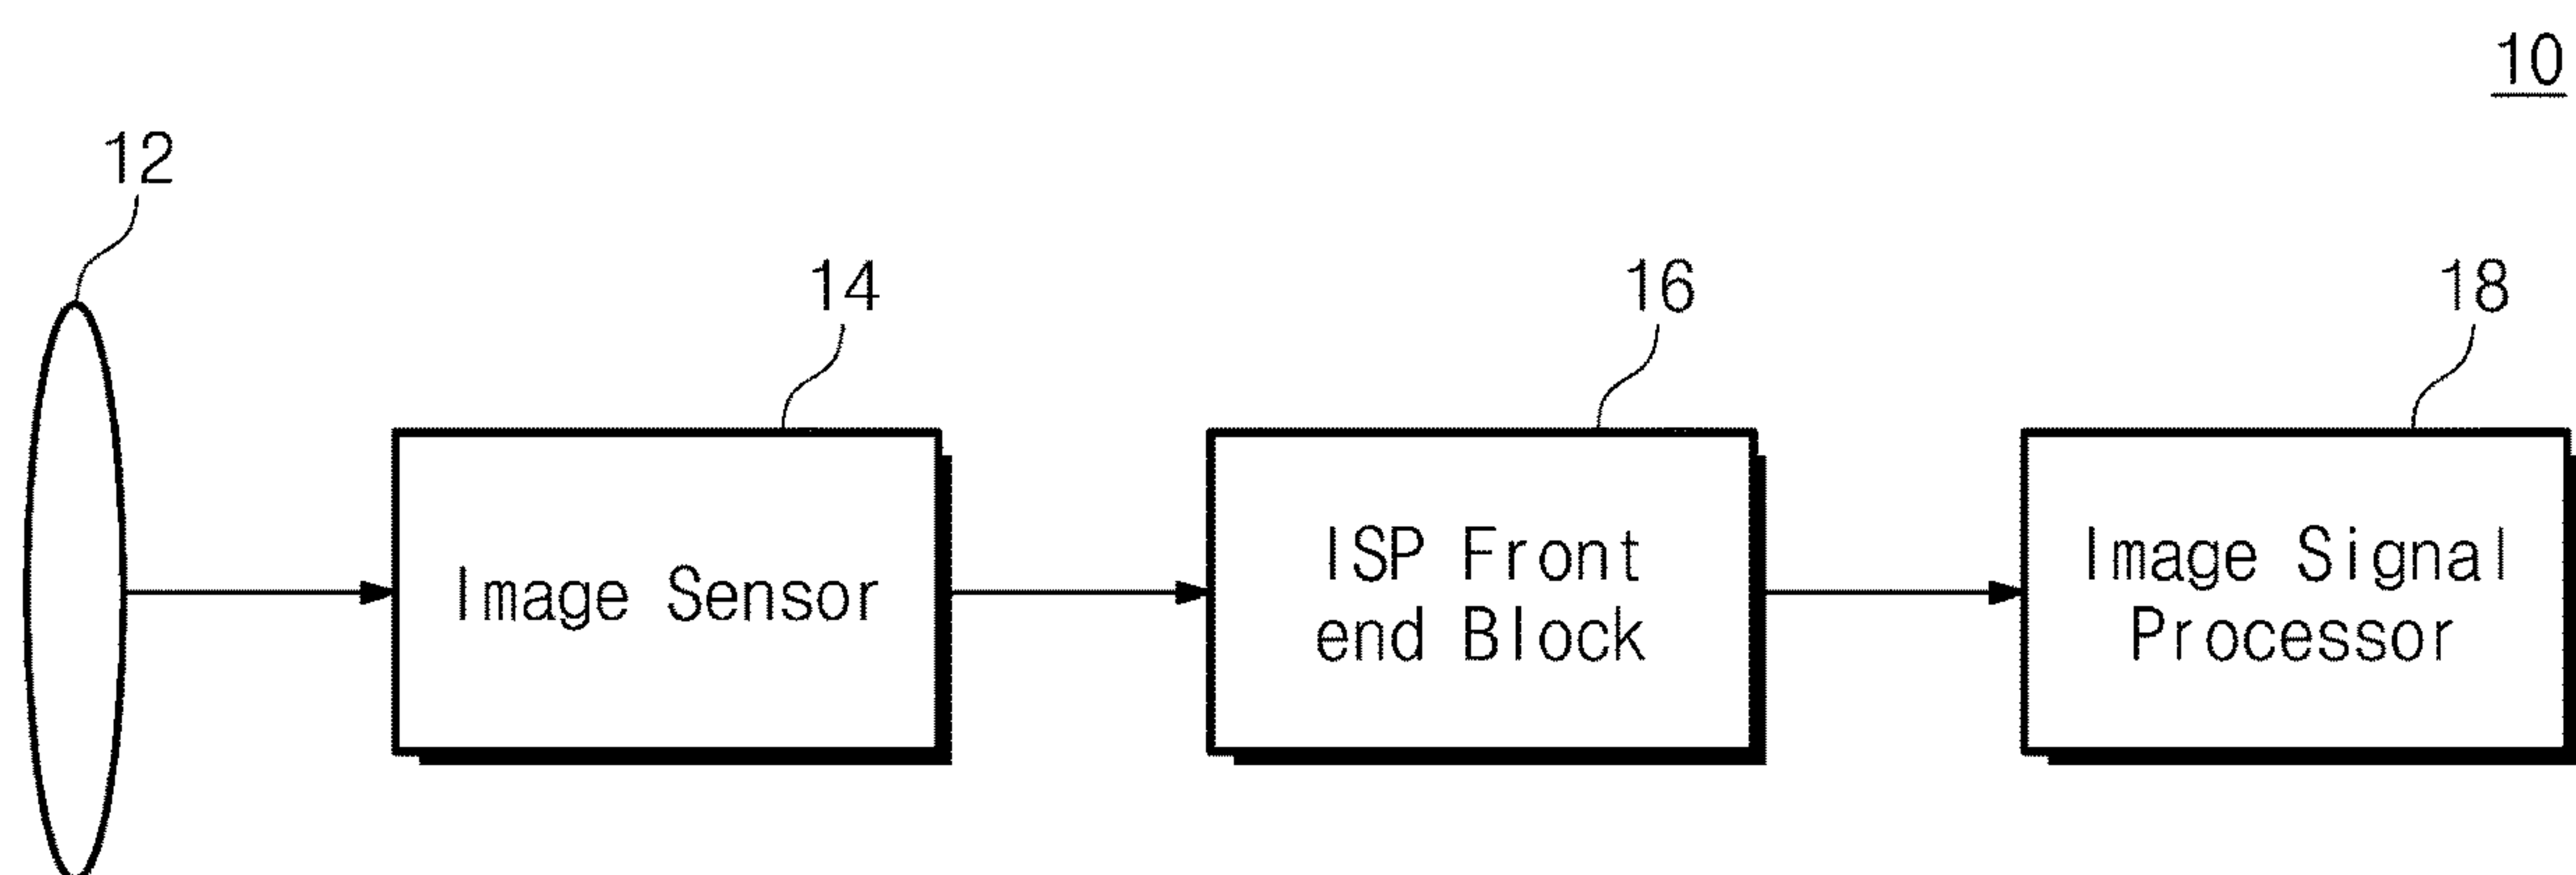 10
12
14
16
18
Image Sensor
ISP Front
end Block
Image Signal
Processor